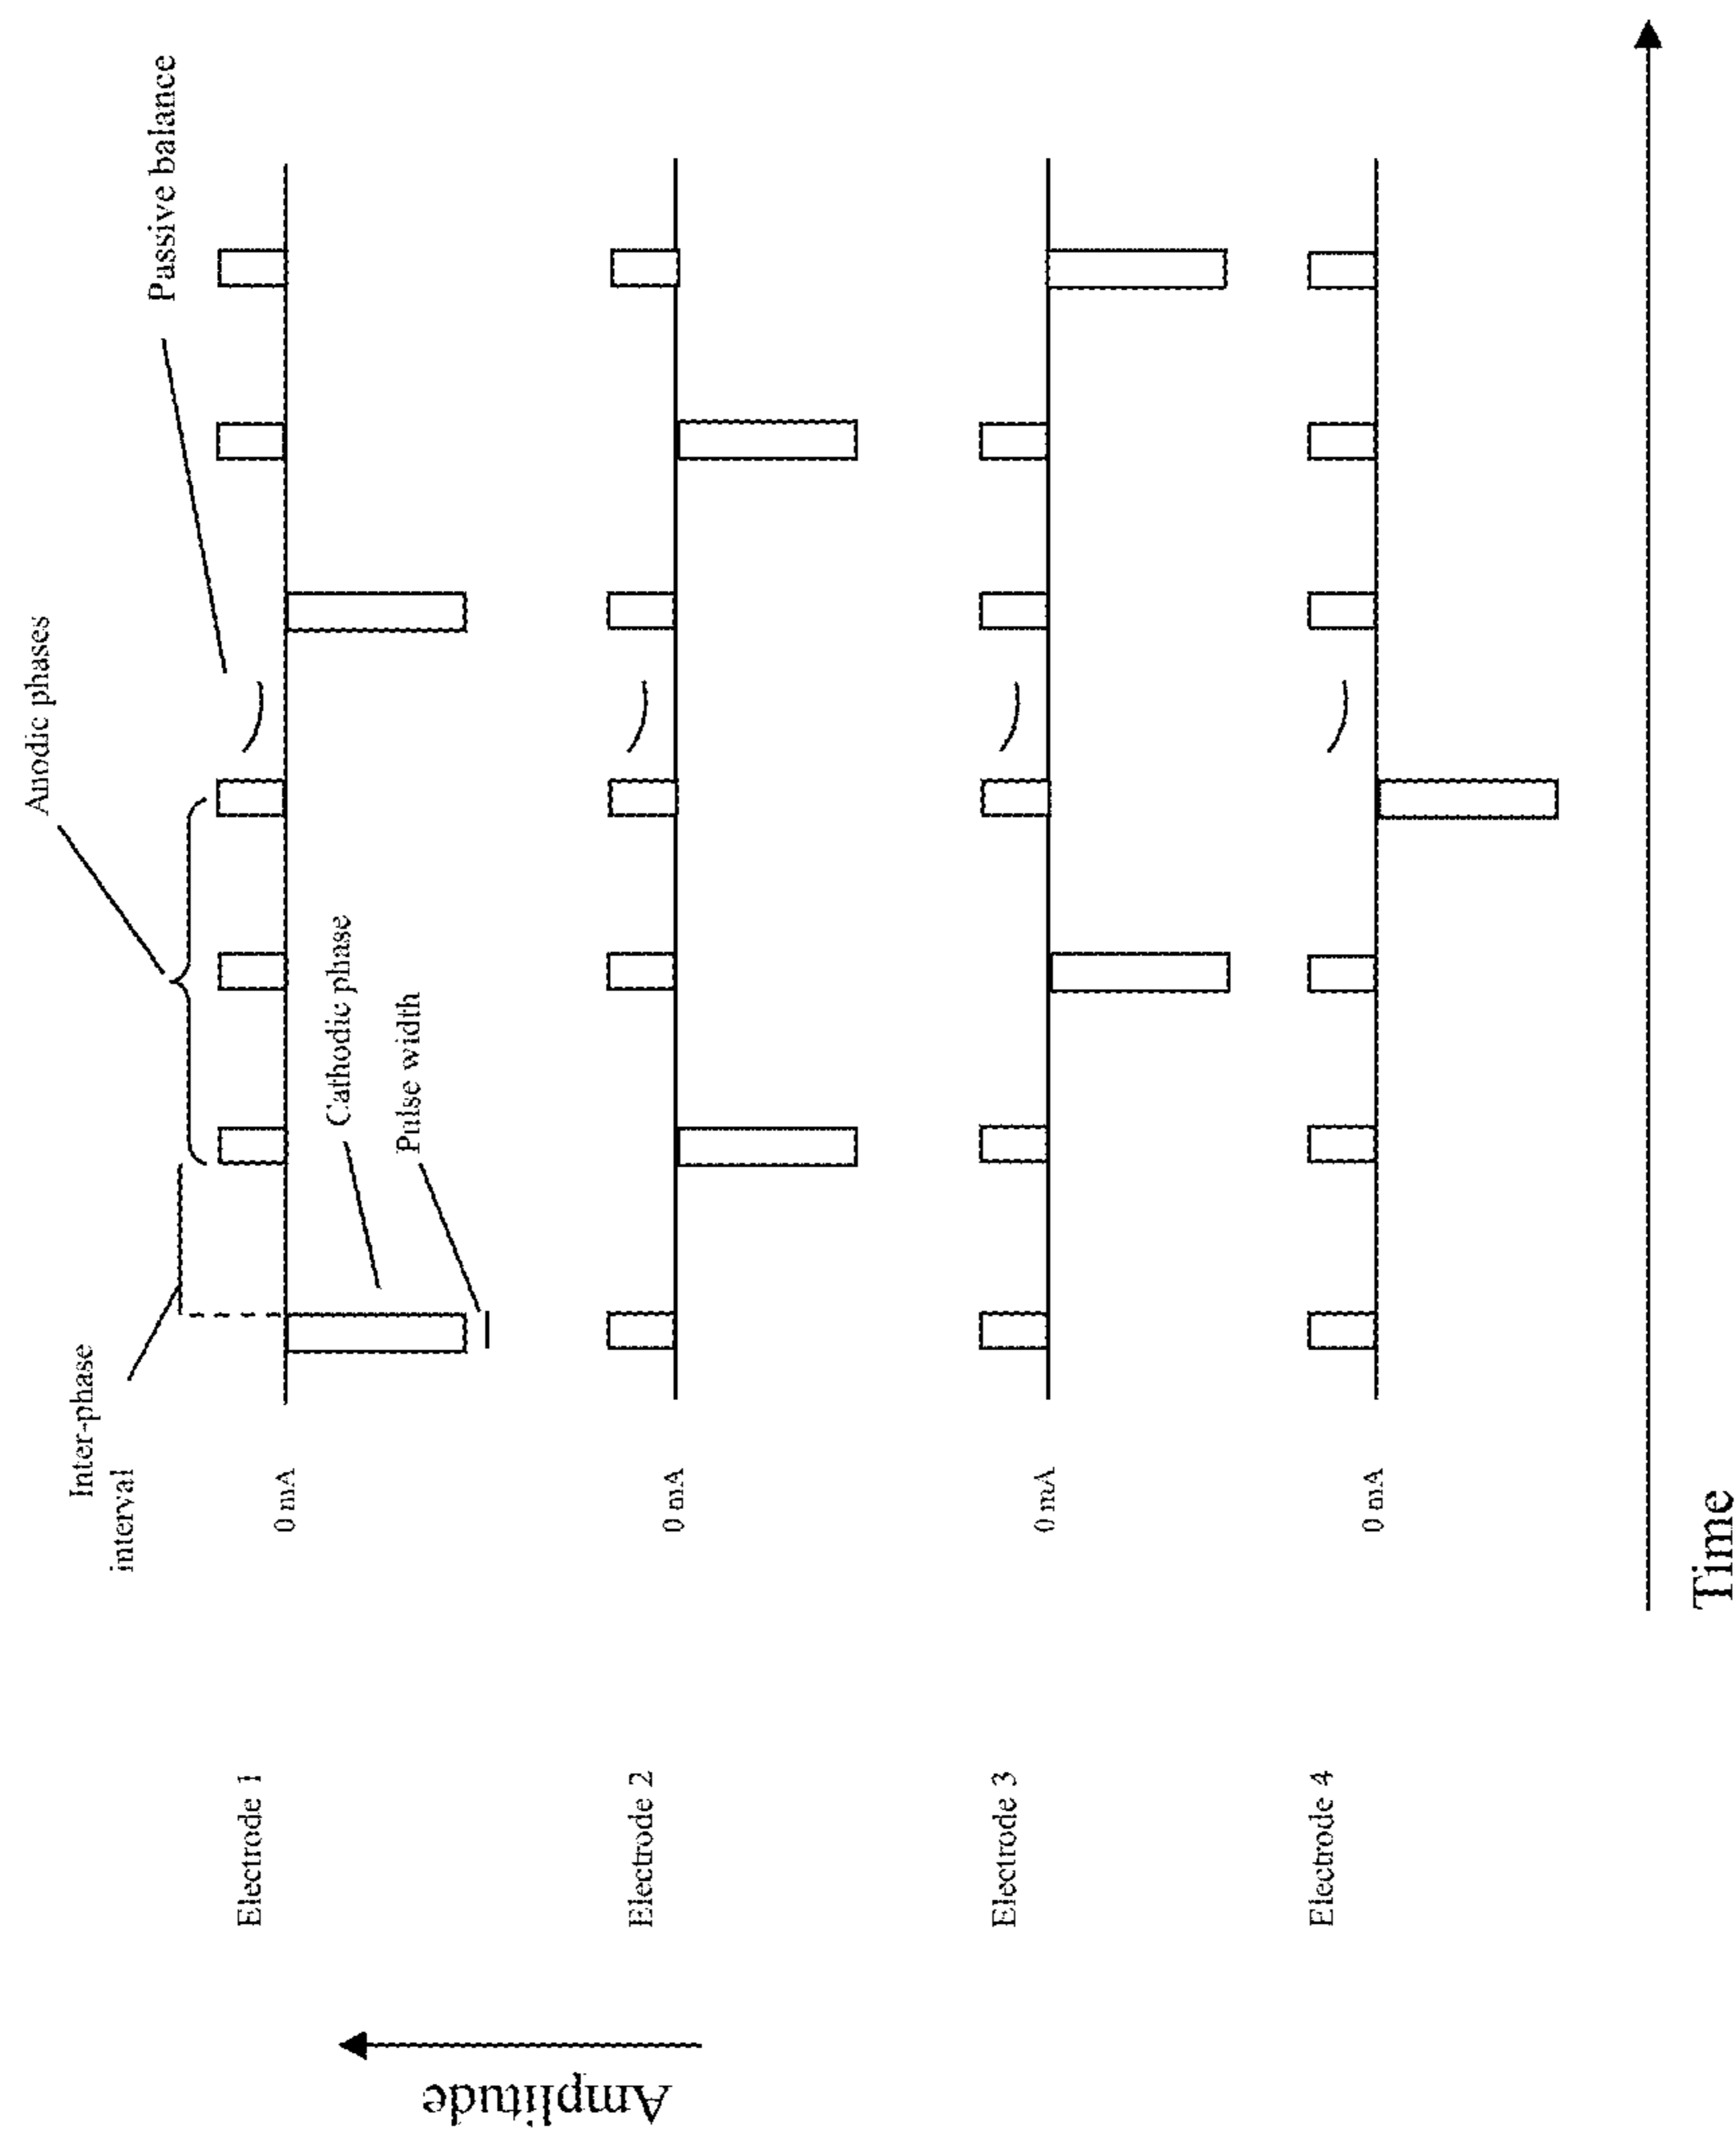 Anodic phases
Passive balance
Inter-phase
interval
Cathodic phase
Pulse width
Electrode 1
0 mA
Electrode 2
0 mA
Electrode 3
0 mA
Electrode 4
0 mA
Amplitude
Time